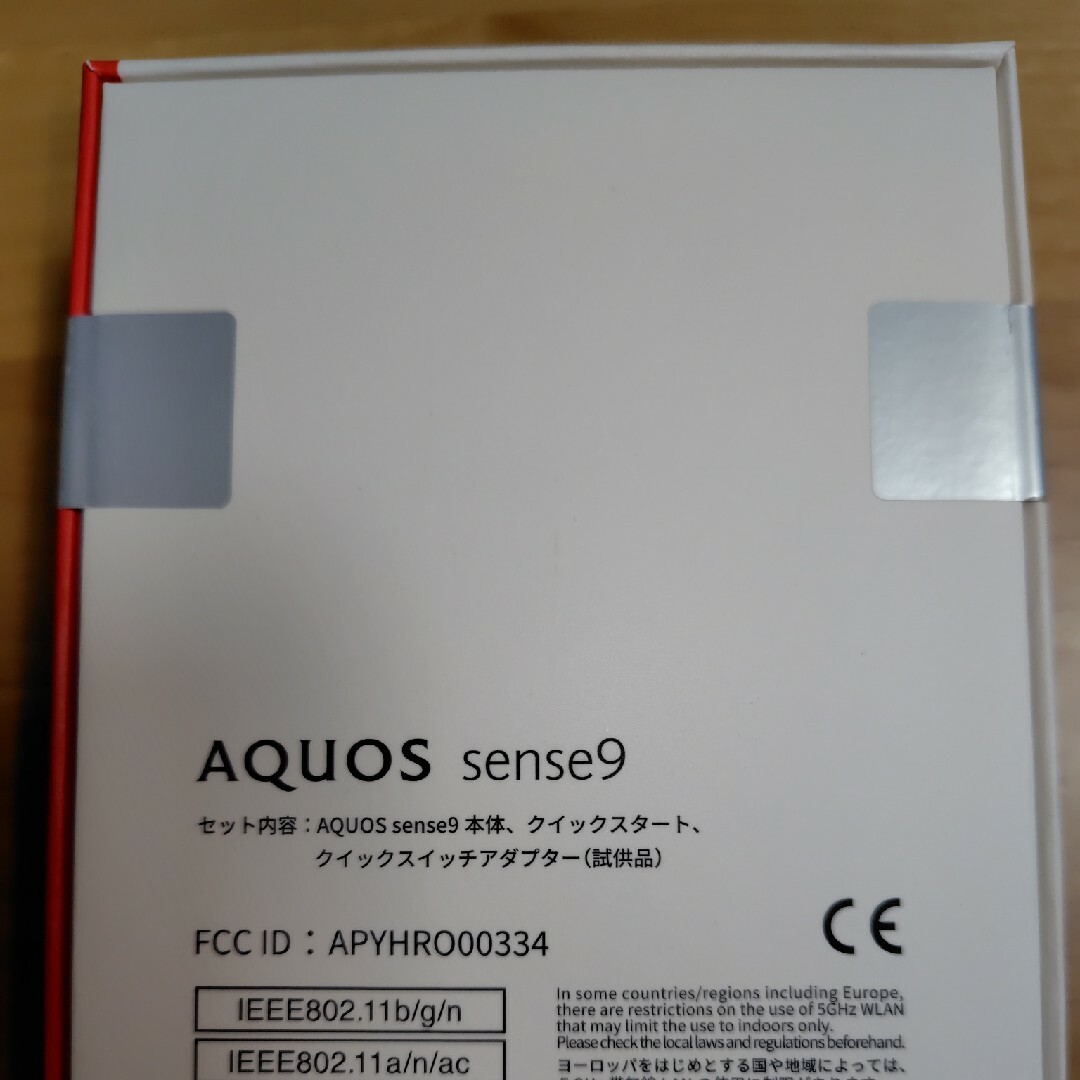 AQUOS sense9
セット内容：AQUOS sense9 本体、クイックスタート、
クイックスイッチアダプター（試供品）
CE
FCC ID：APYHRO00334
IEEE802.11b/g/n
IEEE802.11a/n/ac
In some countries/regions including Europe,
there are restrictions on the use of 5GHz WLAN
that may limit the use to indoors only.
Please check the local laws and regulations beforehand.
ヨーロッパをはじめとする国や地域によっては、